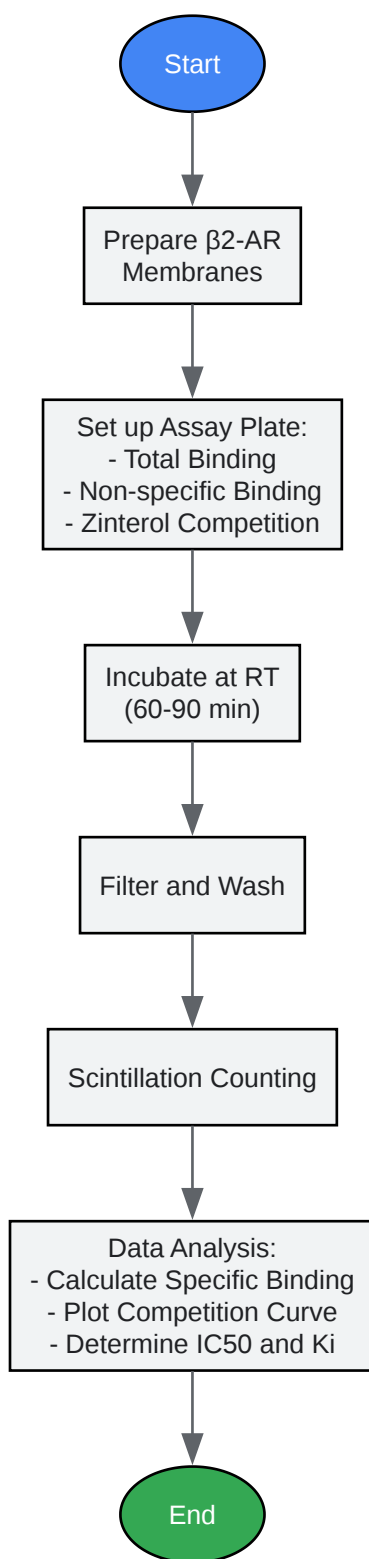 Start
Prepare β2-AR
Membranes
Set up Assay Plate:
- Total Binding
- Non-specific Binding
- Zinterol Competition
Incubate at RT
(60-90 min)
Filter and Wash
Scintillation Counting
Data Analysis:
- Calculate Specific Binding
- Plot Competition Curve
- Determine IC50 and Ki
End